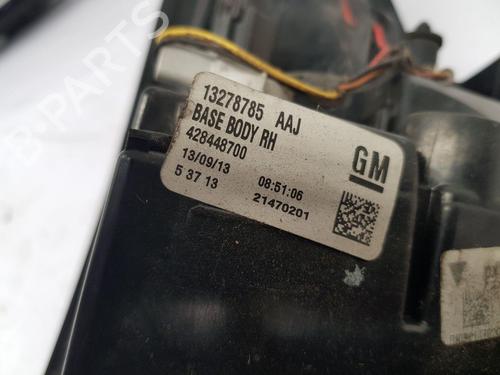 13278785 AAJ
BASE BODY RH
428448700
13/09/13 08:51:06
5 37 13 21470201
GM
PARTS